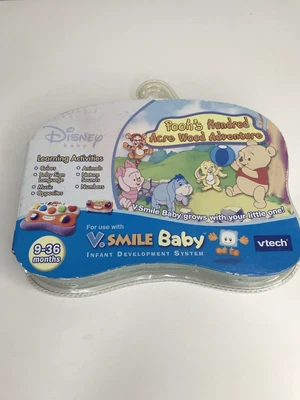 Disney
baby
Pooh's Hundred
Acre Wood Adventure
Learning Activities
• Colors
• Baby Sign
Language
• Music
• Opposites
• Animals
• Nature
Sounds
• Numbers
V.Smile Baby grows with your little one!
9-36
months
For use with
V.SMILE Baby
INFANT DEVELOPMENT SYSTEM
vtech